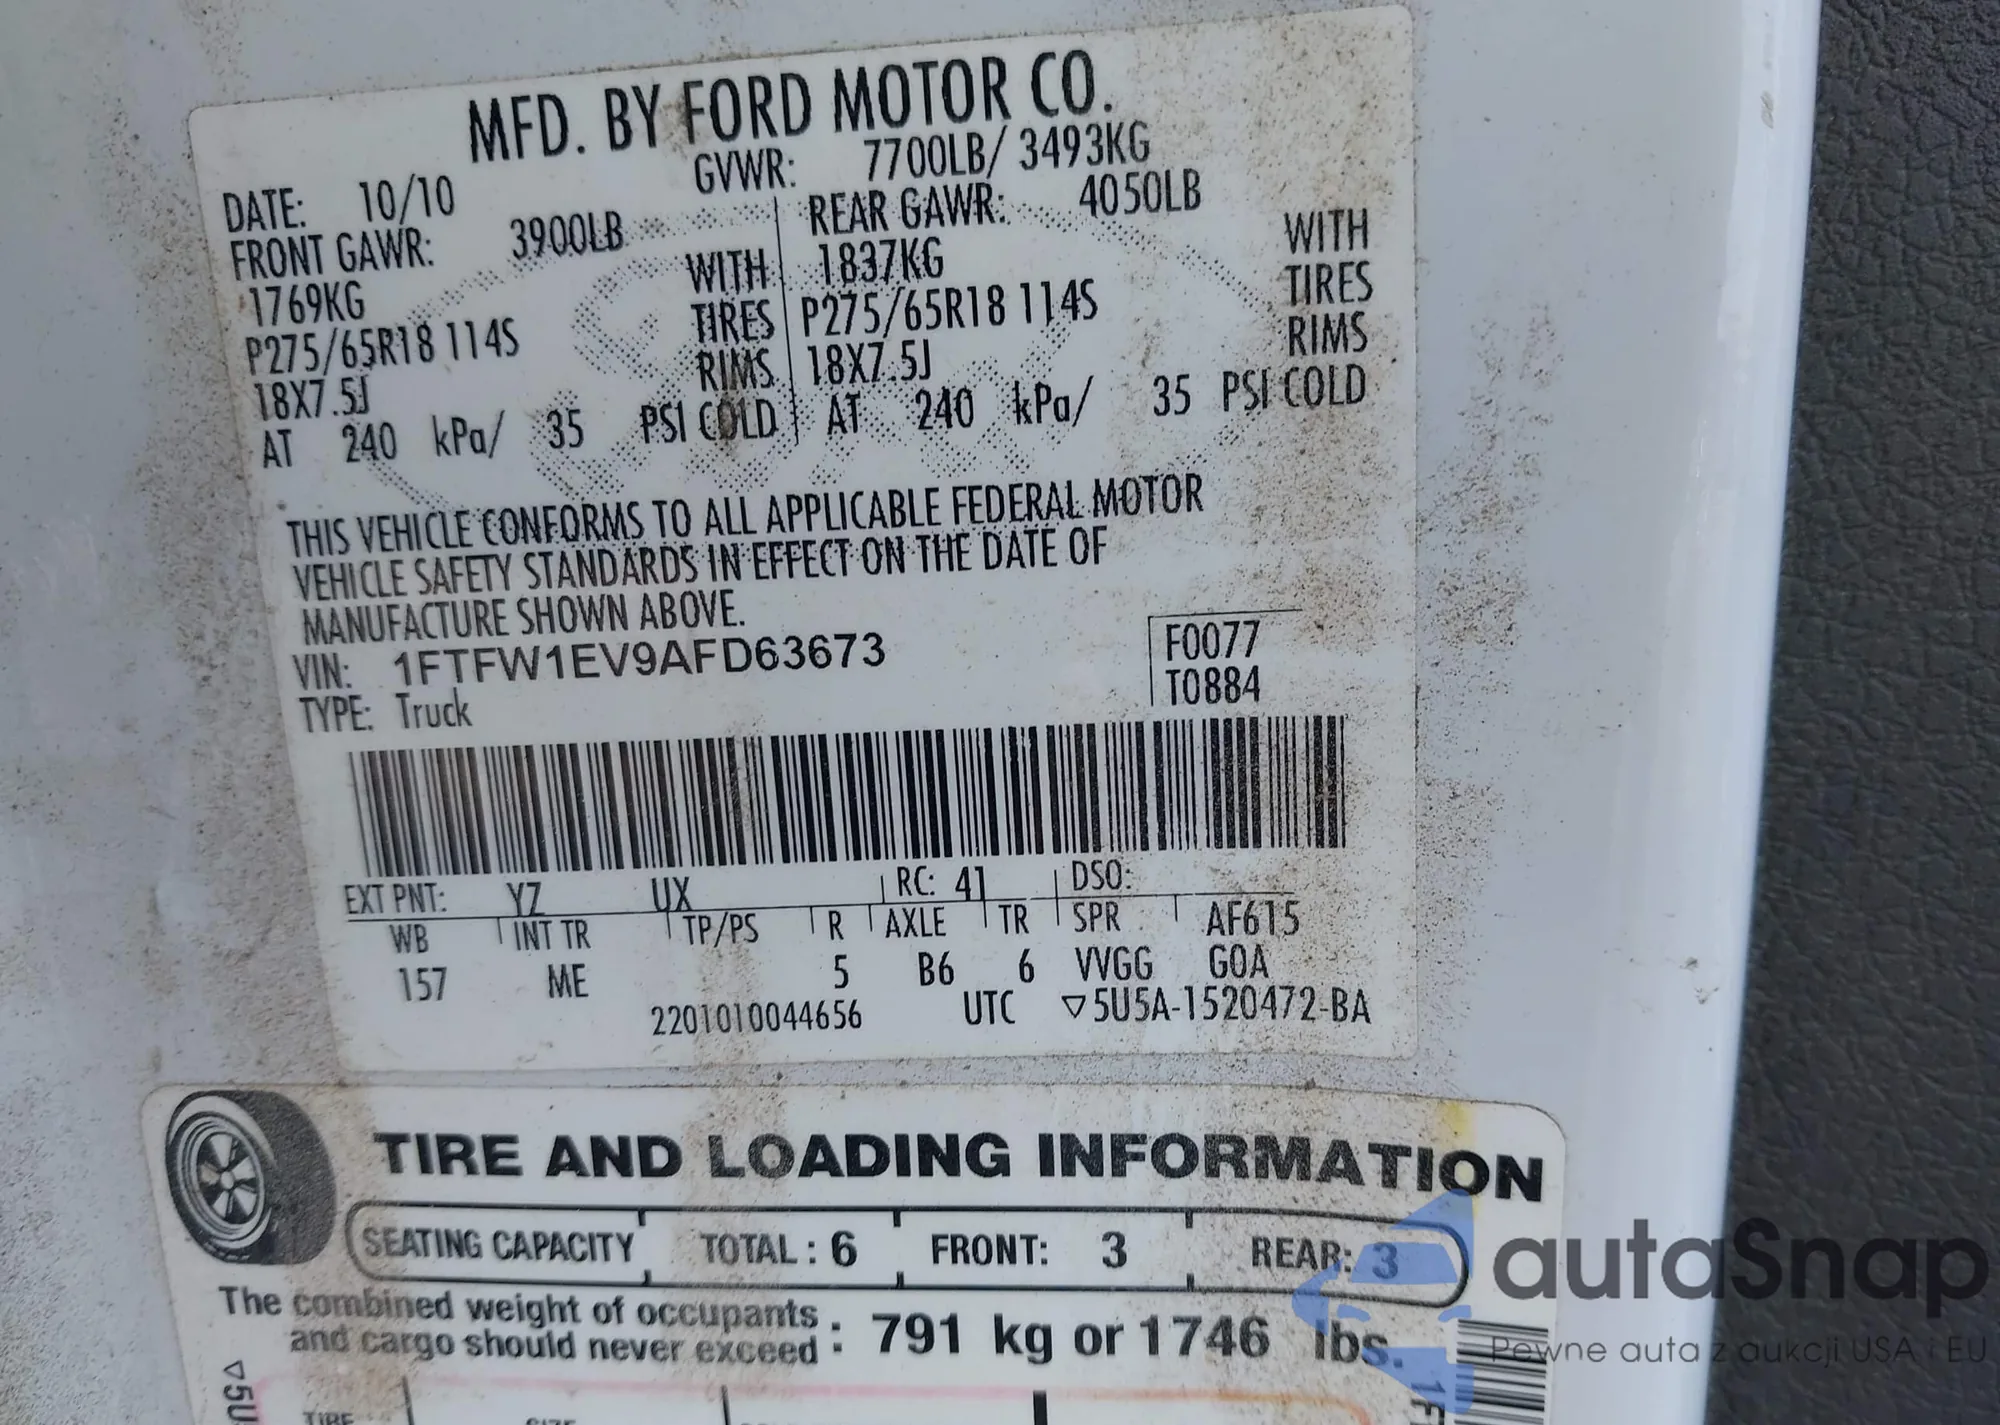 MFD. BY FORD MOTOR CO.
DATE: 10/10 GVWR: 7700LB/ 3493KG
FRONT GAWR: 3900LB REAR GAWR: 4050LB
1769KG WITH 1837KG WITH
P275/65R18 114S TIRES P275/65R18 114S TIRES
18X7.5J RIMS 18X7.5J RIMS
AT 240 kPa/ 35 PSI COLD AT 240 kPa/ 35 PSI COLD
THIS VEHICLE CONFORMS TO ALL APPLICABLE FEDERAL MOTOR
VEHICLE SAFETY STANDARDS IN EFFECT ON THE DATE OF
MANUFACTURE SHOWN ABOVE.
VIN: 1FTFW1EV9AFD63673 F0077
TYPE: Truck T0884
EXT PNT: YZ UX RC: 41 DSO:
WB INT TR TP/PS R AXLE TR SPR AF615
157 ME 5 B6 6 VVGG G0A
2201010044656 UTC ▽5U5A-1520472-BA
TIRE AND LOADING INFORMATION
SEATING CAPACITY TOTAL: 6 FRONT: 3 REAR: 3
The combined weight of occupants
and cargo should never exceed : 791 kg or 1746 lbs.
autaSnap
Pewne auta z aukcji USA i EU
▽5U
TIRE